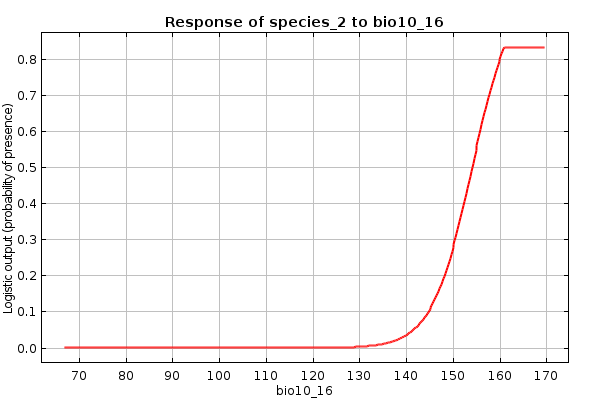 Response of species_2 to bio10_16
Logistic output (probability of presence)
0.8
0.7
0.6
0.5
0.4
0.3
0.2
0.1
0.0
70 80 90 100 110 120 130 140 150 160 170
bio10_16